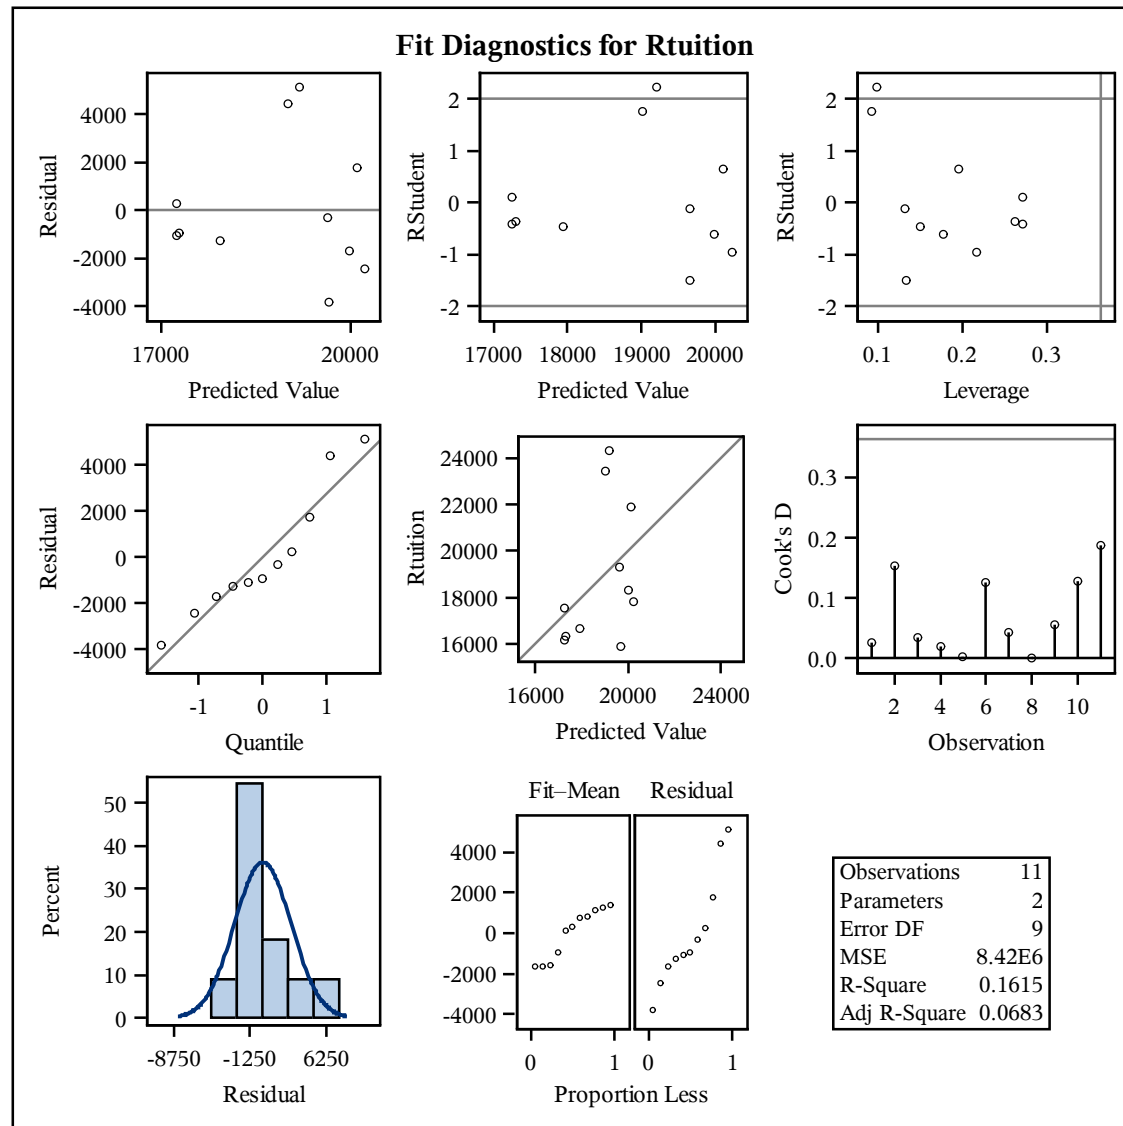 Fit Diagnostics for Rtuition
4000
2000
0
-2000
-4000
Residual
17000 20000
Predicted Value
2
1
0
-1
-2
RStudent
17000 18000 19000 20000
Predicted Value
2
1
0
-1
-2
RStudent
0.1 0.2 0.3
Leverage
4000
2000
0
-2000
-4000
Residual
-1 0 1
Quantile
24000
22000
20000
18000
16000
Rtuition
16000 20000 24000
Predicted Value
0.3
0.2
0.1
0.0
Cook's D
2 4 6 8 10
Observation
50
40
30
20
10
0
Percent
-8750 -1250 6250
Residual
Fit–Mean Residual
4000
2000
0
-2000
-4000
0 1 0 1
Proportion Less
Observations 11
Parameters 2
Error DF 9
MSE 8.42E6
R-Square 0.1615
Adj R-Square 0.0683